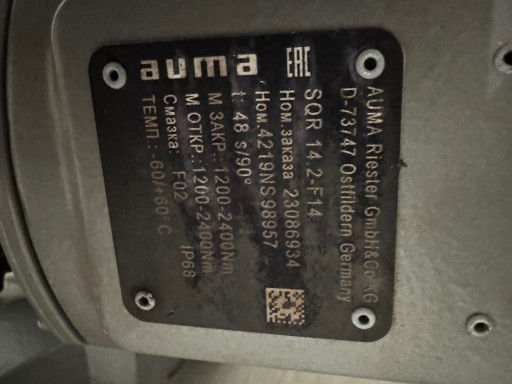 auma EAC
AUMA Riester GmbH&Co.KG
D-73747 Ostfildern Germany
SQR 14.2-F14
Ном.заказа 23086934
Ном.:4219NS98957
t: 48 s/90°
М ЗАКР.:1200-2400Nm
М ОТКР.:1200-2400Nm
Смазка: F02 IP68
ТЕМП.:-60/+60°C